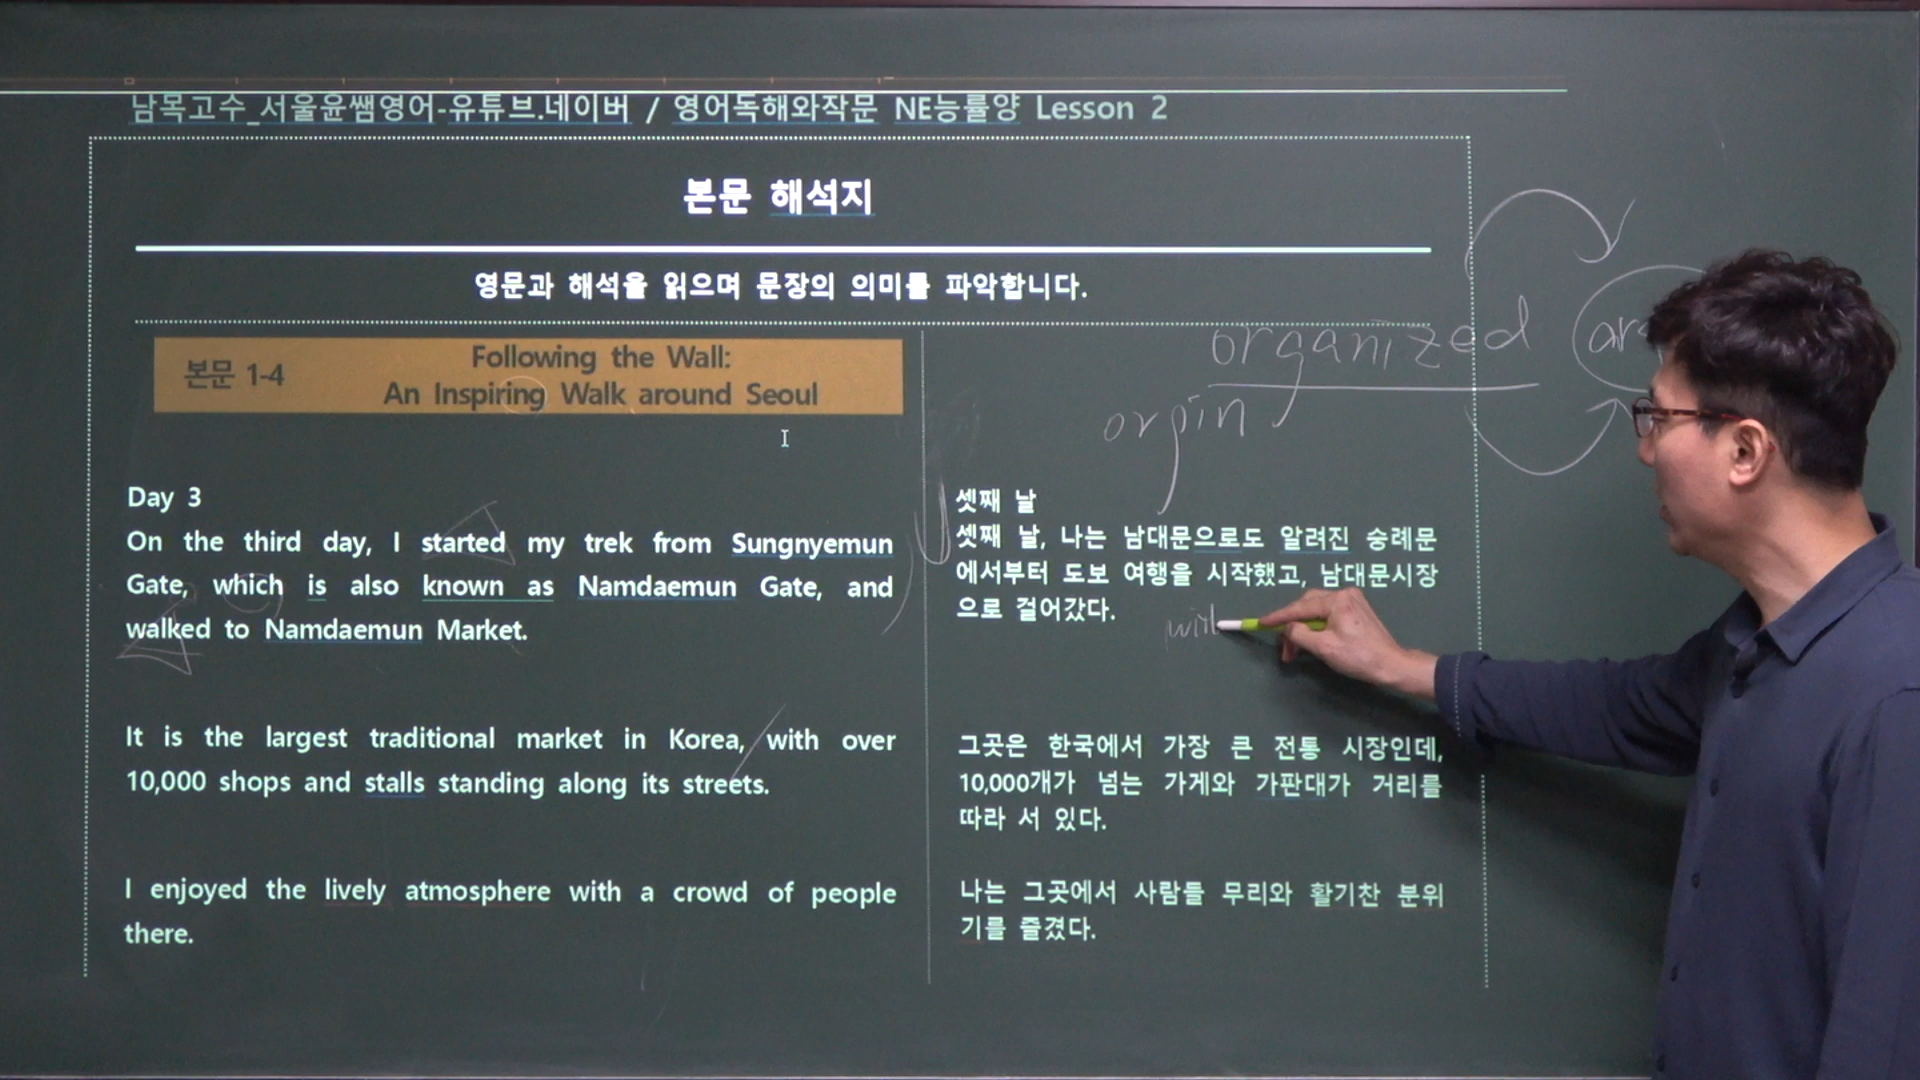 남목고수_서울윤쌤영어-유튜브.네이버 / 영어독해와작문 NE능률양 Lesson 2
본문 해석지
영문과 해석을 읽으며 문장의 의미를 파악합니다.
본문 1-4
Following the Wall:
An Inspiring Walk around Seoul
organized
Day 3
On the third day, I started my trek from Sungnyemun
Gate, which is also known as Namdaemun Gate, and
walked to Namdaemun Market.
It is the largest traditional market in Korea, with over
10,000 shops and stalls standing along its streets.
I enjoyed the lively atmosphere with a crowd of people
there.
셋째 날
셋째 날, 나는 남대문으로도 알려진 숭례문
에서부터 도보 여행을 시작했고, 남대문시장
으로 걸어갔다.
그곳은 한국에서 가장 큰 전통 시장인데,
10,000개가 넘는 가게와 가판대가 거리를
따라 서 있다.
나는 그곳에서 사람들 무리와 활기찬 분위
기를 즐겼다.